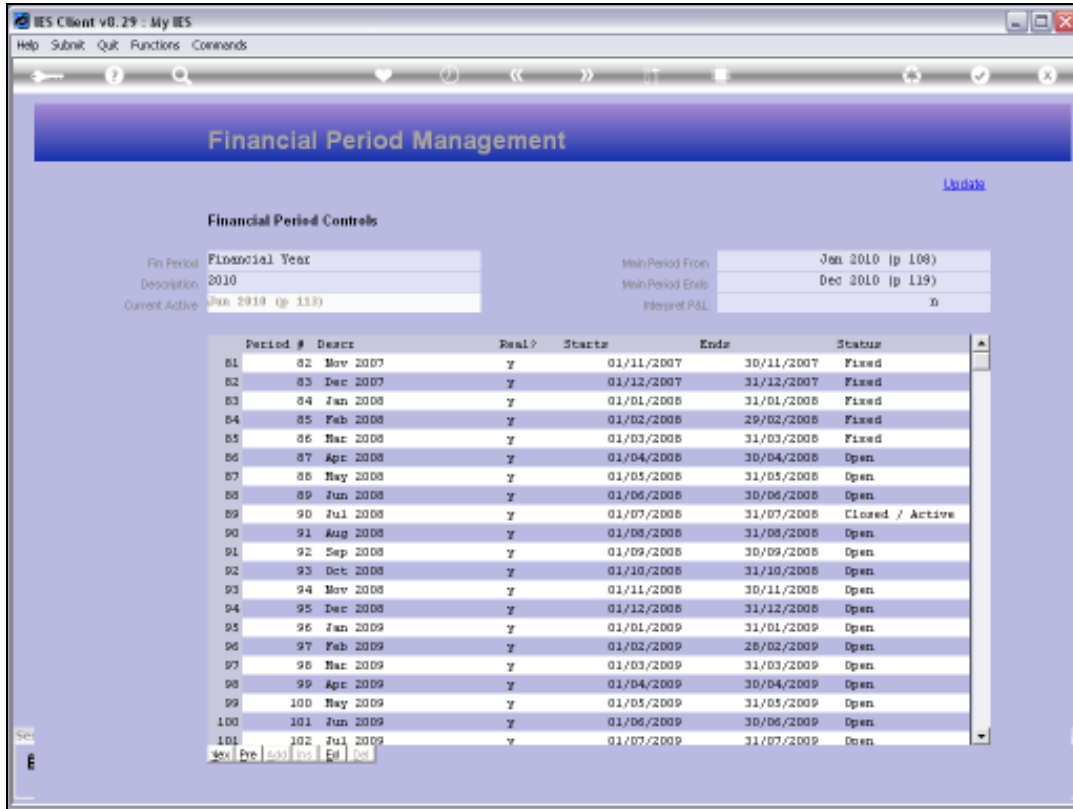 IES Client v8.29 : My IES
Help Submit Quit Functions Commands
Financial Period Management
Update
Financial Period Controls
Fin Period Financial Year Main Period From Jan 2010 (p 108)
Description 2010 Main Period Ends Dec 2010 (p 119)
Current Active Jun 2010 (p 113) Interpret P&L n
Period # Descr Real? Starts Ends Status
81 82 Nov 2007 y 01/11/2007 30/11/2007 Fixed
82 83 Dec 2007 y 01/12/2007 31/12/2007 Fixed
83 84 Jan 2008 y 01/01/2008 31/01/2008 Fixed
84 85 Feb 2008 y 01/02/2008 29/02/2008 Fixed
85 86 Mar 2008 y 01/03/2008 31/03/2008 Fixed
86 87 Apr 2008 y 01/04/2008 30/04/2008 Open
87 88 May 2008 y 01/05/2008 31/05/2008 Open
88 89 Jun 2008 y 01/06/2008 30/06/2008 Open
89 90 Jul 2008 y 01/07/2008 31/07/2008 Closed / Active
90 91 Aug 2008 y 01/08/2008 31/08/2008 Open
91 92 Sep 2008 y 01/09/2008 30/09/2008 Open
92 93 Oct 2008 y 01/10/2008 31/10/2008 Open
93 94 Nov 2008 y 01/11/2008 30/11/2008 Open
94 95 Dec 2008 y 01/12/2008 31/12/2008 Open
95 96 Jan 2009 y 01/01/2009 31/01/2009 Open
96 97 Feb 2009 y 01/02/2009 28/02/2009 Open
97 98 Mar 2009 y 01/03/2009 31/03/2009 Open
98 99 Apr 2009 y 01/04/2009 30/04/2009 Open
99 100 May 2009 y 01/05/2009 31/05/2009 Open
100 101 Jun 2009 y 01/06/2009 30/06/2009 Open
101 102 Jul 2009 y 01/07/2009 31/07/2009 Open
Nex Pre Add Ins Ed Del